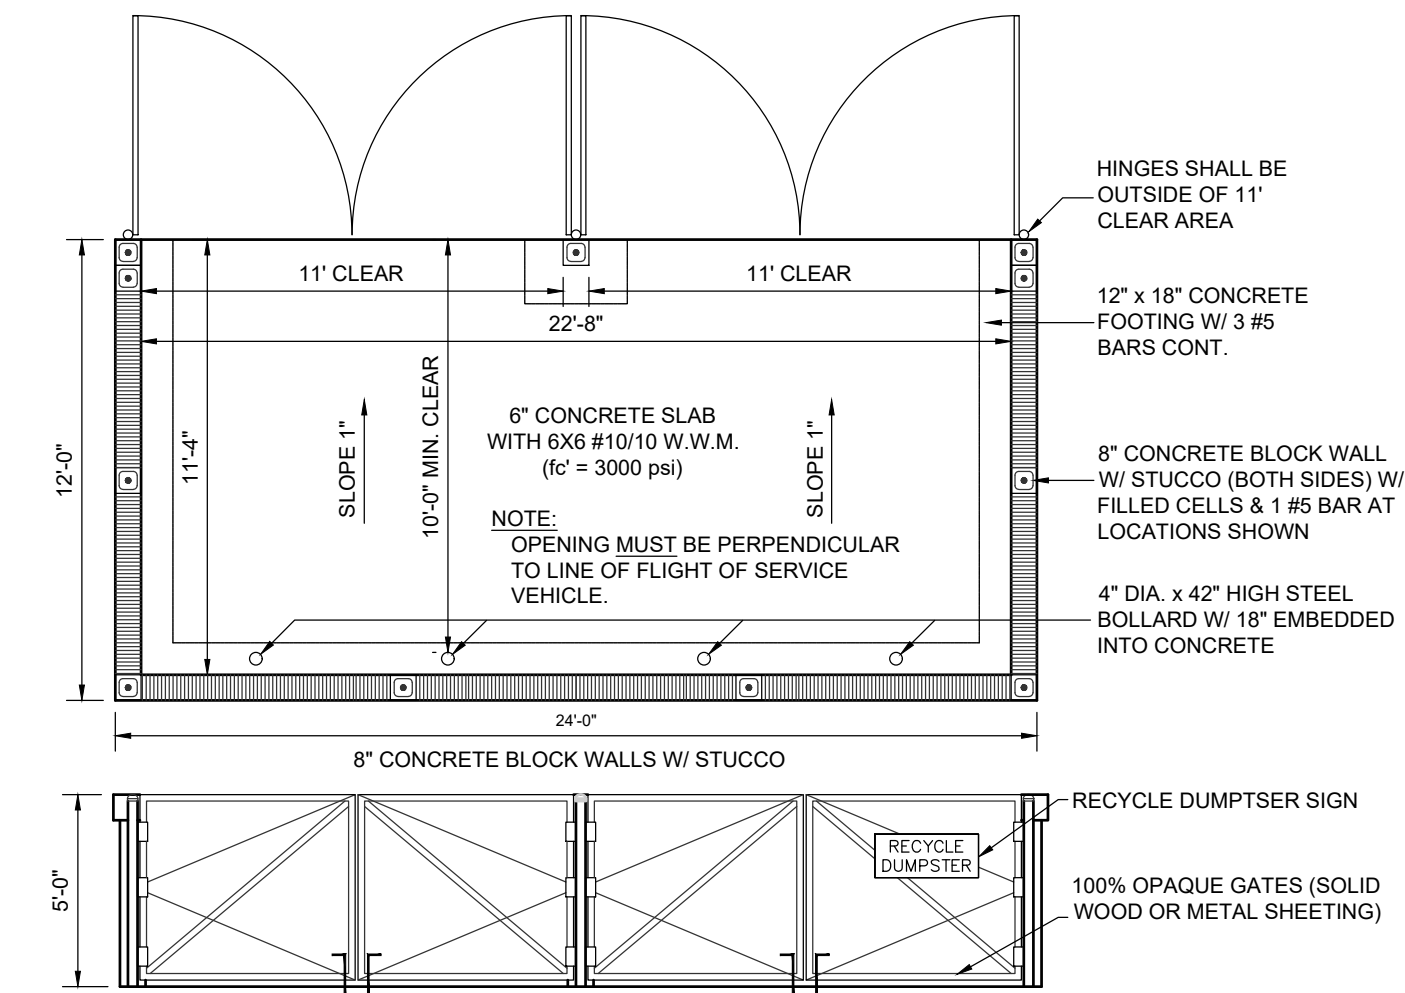 HINGES SHALL BE
OUTSIDE OF 11'
CLEAR AREA
11' CLEAR
11' CLEAR
22'-8"
12" x 18" CONCRETE
FOOTING W/ 3 #5
BARS CONT.
12'-0"
11'-4"
SLOPE 1"
10'-0" MIN. CLEAR
6" CONCRETE SLAB
WITH 6X6 #10/10 W.W.M.
(fc' = 3000 psi)
SLOPE 1"
NOTE:
OPENING MUST BE PERPENDICULAR
TO LINE OF FLIGHT OF SERVICE
VEHICLE.
8" CONCRETE BLOCK WALL
W/ STUCCO (BOTH SIDES) W/
FILLED CELLS & 1 #5 BAR AT
LOCATIONS SHOWN
4" DIA. x 42" HIGH STEEL
BOLLARD W/ 18" EMBEDDED
INTO CONCRETE
24'-0"
8" CONCRETE BLOCK WALLS W/ STUCCO
5'-0"
RECYCLE
DUMPSTER
RECYCLE DUMPTSER SIGN
100% OPAQUE GATES (SOLID
WOOD OR METAL SHEETING)